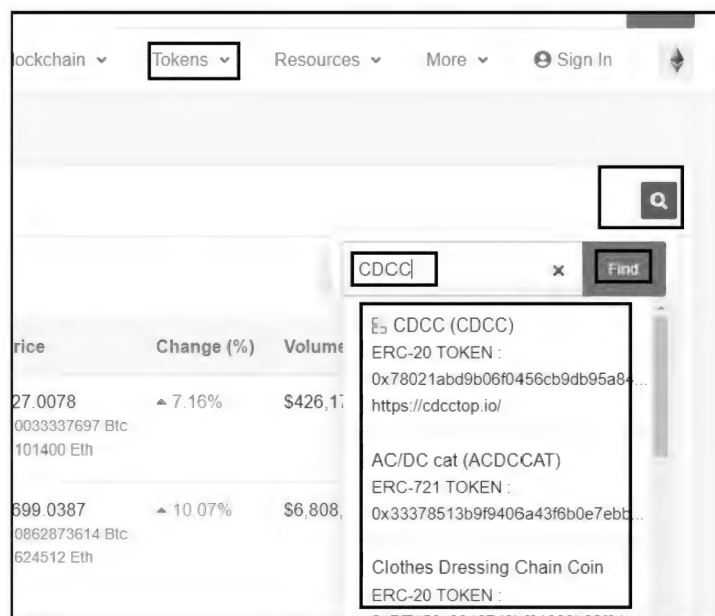 lockchain Tokens Resources More Sign In
CDCC Find
rice Change (%) Volume
27.0078 7.16% $426,17
0033337697 Btc
101400 Eth
699.0387 10.07% $6,808,
0862873614 Btc
624512 Eth
CDCC (CDCC)
ERC-20 TOKEN :
0x78021abd9b06f0456cb9db95a84...
https://cdcctop.io/
AC/DC cat (ACDCCAT)
ERC-721 TOKEN :
0x33378513b9f9406a43f6b0e7ebb...
Clothes Dressing Chain Coin
ERC-20 TOKEN :